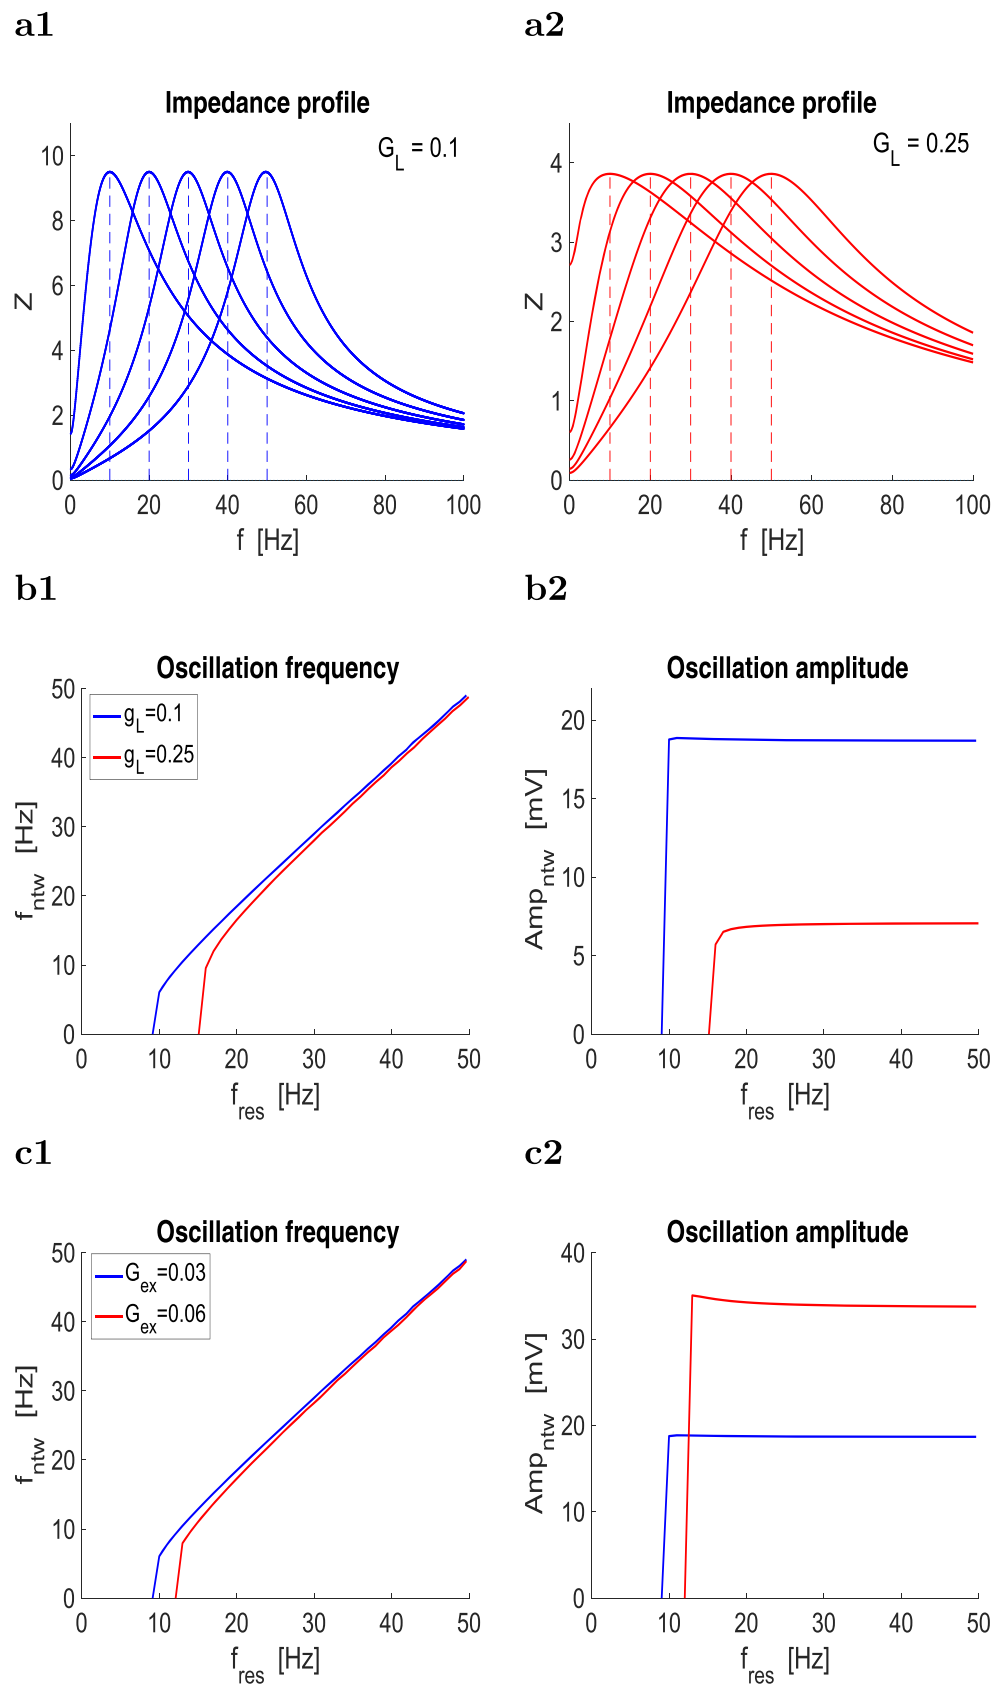 a1
Impedance profile
G_L = 0.1
10
8
6
4
2
0
Z
0 20 40 60 80 100
f [Hz]
a2
Impedance profile
G_L = 0.25
4
3
2
1
0
Z
0 20 40 60 80 100
f [Hz]
b1
Oscillation frequency
g_L=0.1
g_L=0.25
50
40
30
20
10
0
f_ntw [Hz]
0 10 20 30 40 50
f_res [Hz]
b2
Oscillation amplitude
20
15
10
5
0
Amp_ntw [mV]
0 10 20 30 40 50
f_res [Hz]
c1
Oscillation frequency
G_ex=0.03
G_ex=0.06
50
40
30
20
10
0
f_ntw [Hz]
0 10 20 30 40 50
f_res [Hz]
c2
Oscillation amplitude
40
30
20
10
0
Amp_ntw [mV]
0 10 20 30 40 50
f_res [Hz]